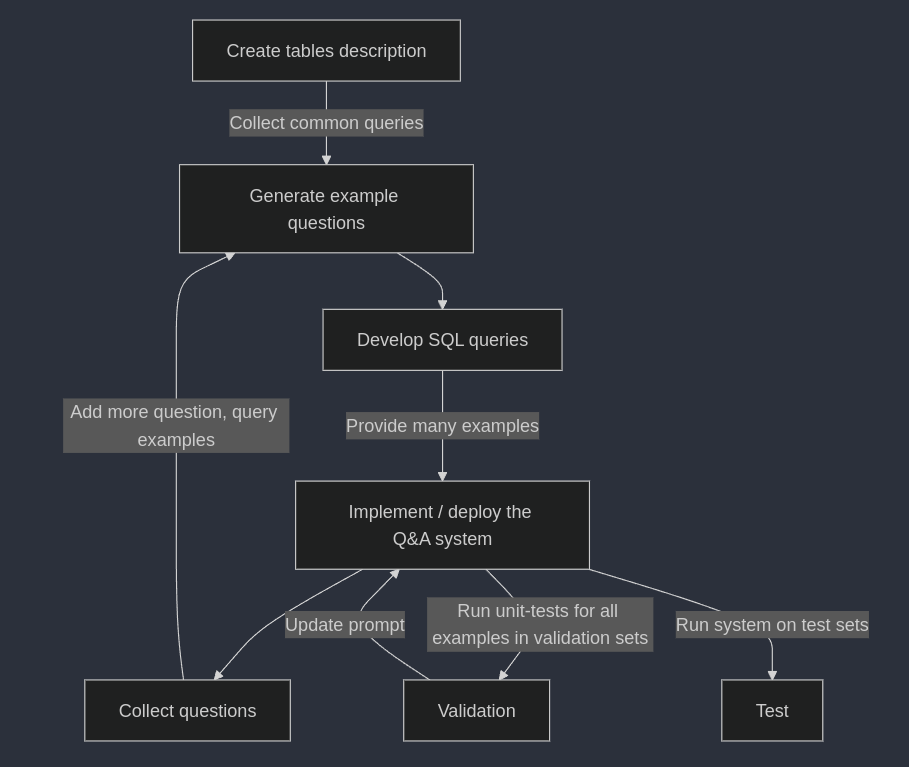 Create tables description
Collect common queries
Generate example
questions
Develop SQL queries
Add more question, query
examples
Provide many examples
Implement / deploy the
Q&A system
Update prompt
Run unit-tests for all
examples in validation sets
Run system on test sets
Collect questions
Validation
Test